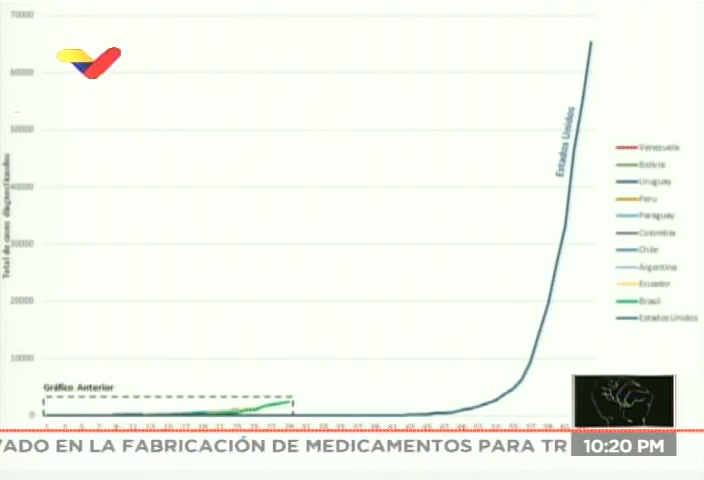 70000
60000
50000
40000
30000
20000
10000
0
Total de casos diagnosticados
Estados Unidos
Gráfico Anterior
Venezuela
Bolivia
Uruguay
Peru
Paraguay
Colombia
Chile
Argentina
Ecuador
Brasil
Estados Unidos
VADO EN LA FABRICACIÓN DE MEDICAMENTOS PARA TR
10:20 PM